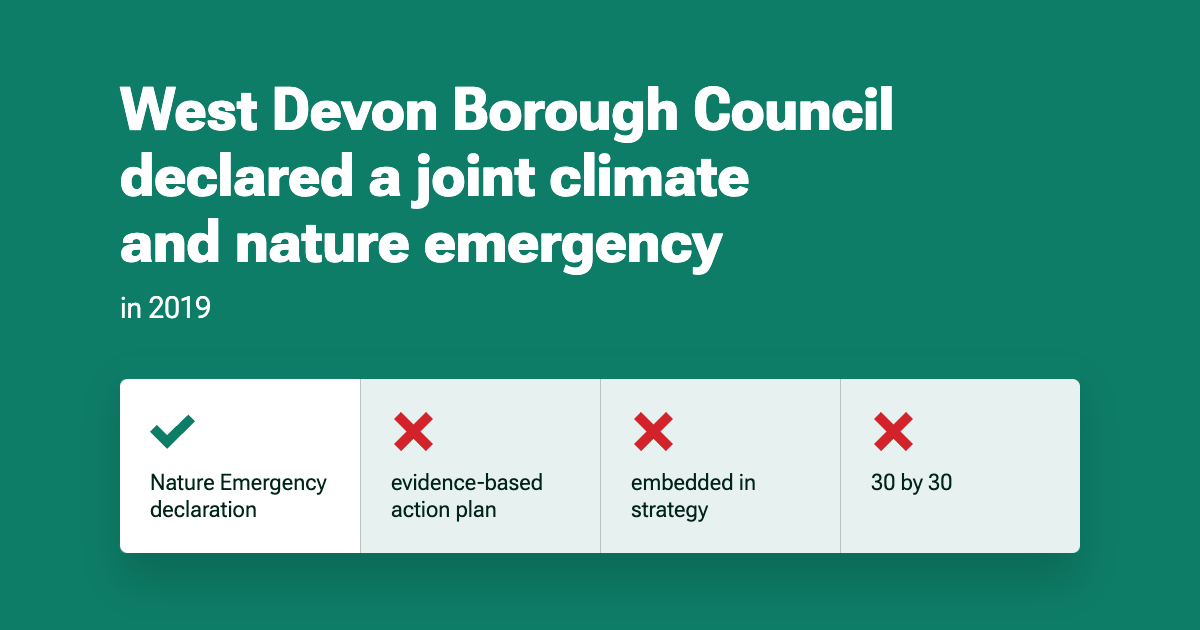 West Devon Borough Council
declared a joint climate
and nature emergency
in 2019
Nature Emergency
declaration
evidence-based
action plan
embedded in
strategy
30 by 30